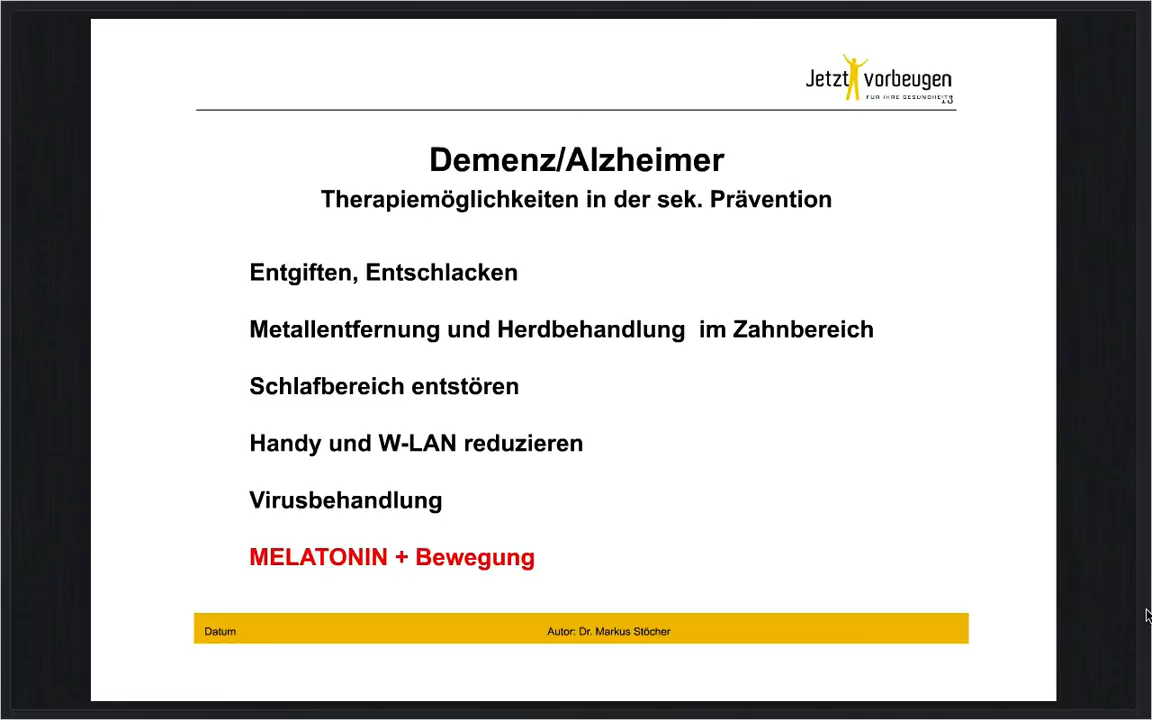 Jetzt vorbeugen
FÜR IHRE GESUNDHEIT
13
Demenz/Alzheimer
Therapiemöglichkeiten in der sek. Prävention
Entgiften, Entschlacken
Metallentfernung und Herdbehandlung im Zahnbereich
Schlafbereich entstören
Handy und W-LAN reduzieren
Virusbehandlung
MELATONIN + Bewegung
Datum Autor: Dr. Markus Stöcher